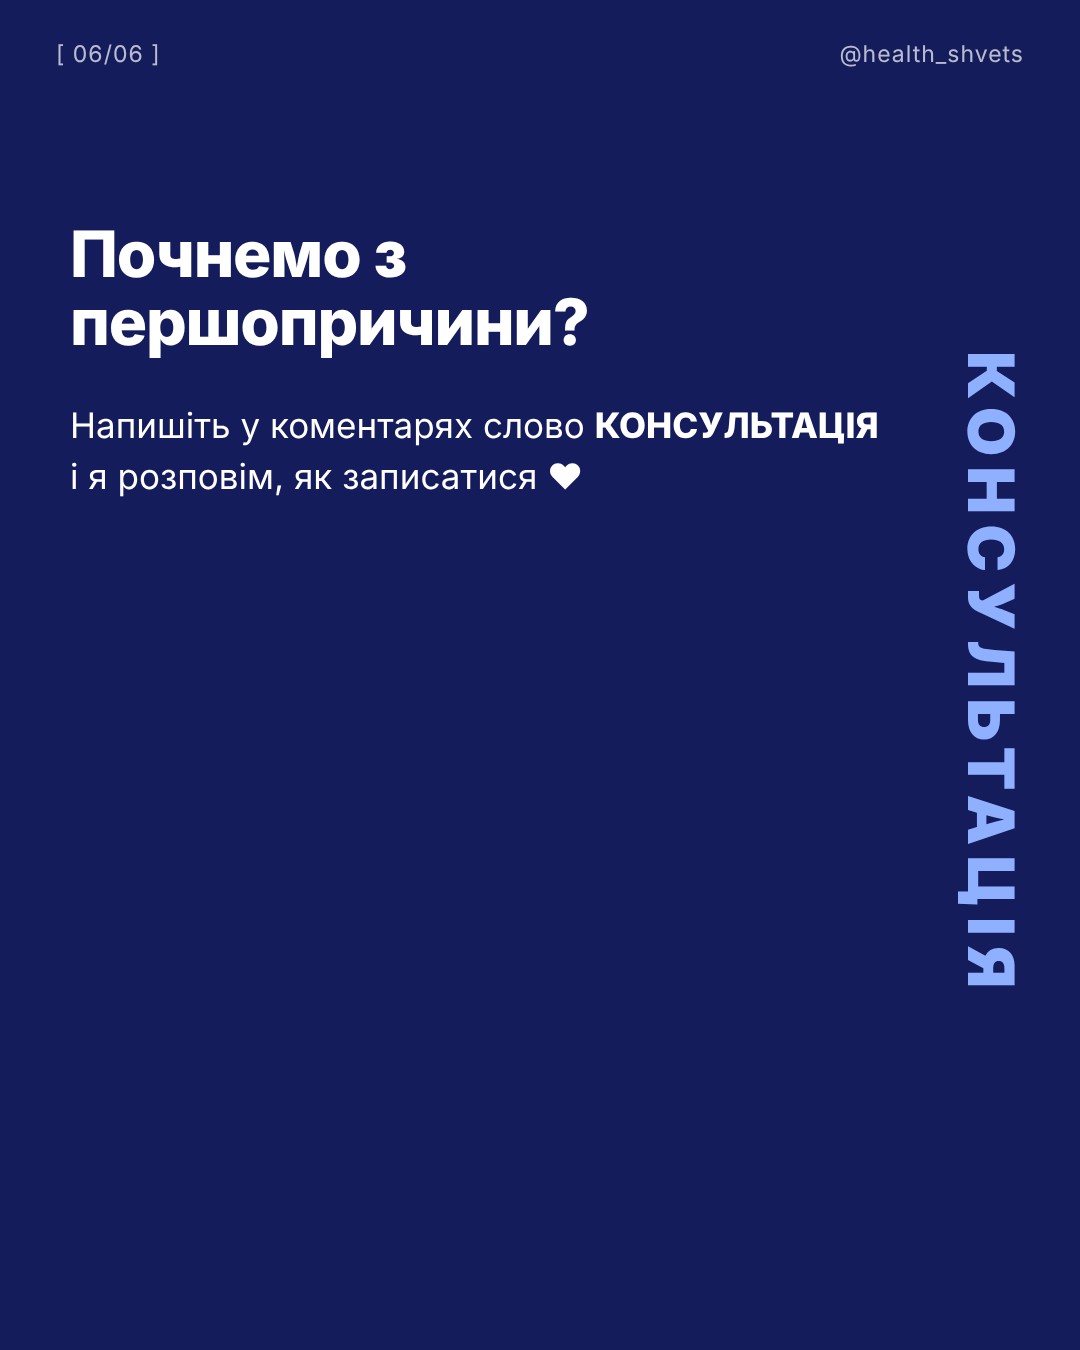 [ 06/06 ]
@health_shvets
Почнемо з
першопричини?
Напишіть у коментарях слово КОНСУЛЬТАЦІЯ
і я розповім, як записатися ♥
КОНСУЛЬТАЦІЯ